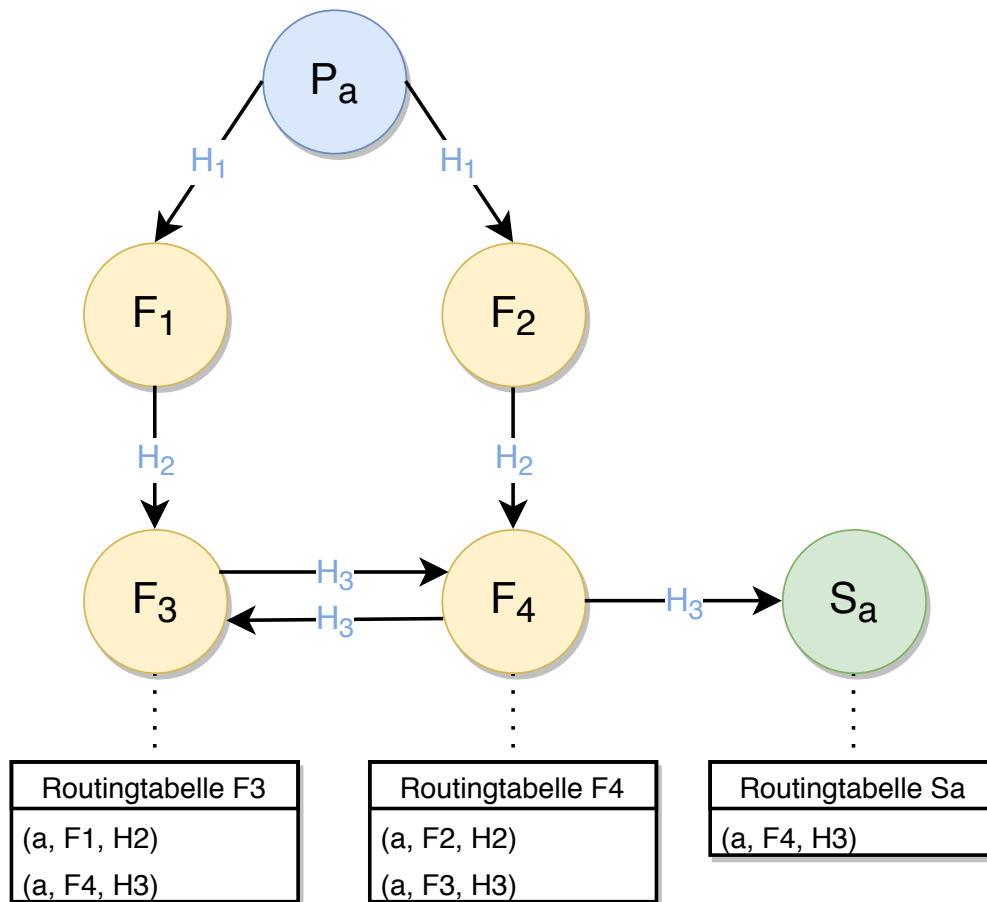 Pa
H1
H1
F1
F2
H2
H2
F3
H3
H3
F4
H3
Sa
Routingtabelle F3
(a, F1, H2)
(a, F4, H3)
Routingtabelle F4
(a, F2, H2)
(a, F3, H3)
Routingtabelle Sa
(a, F4, H3)